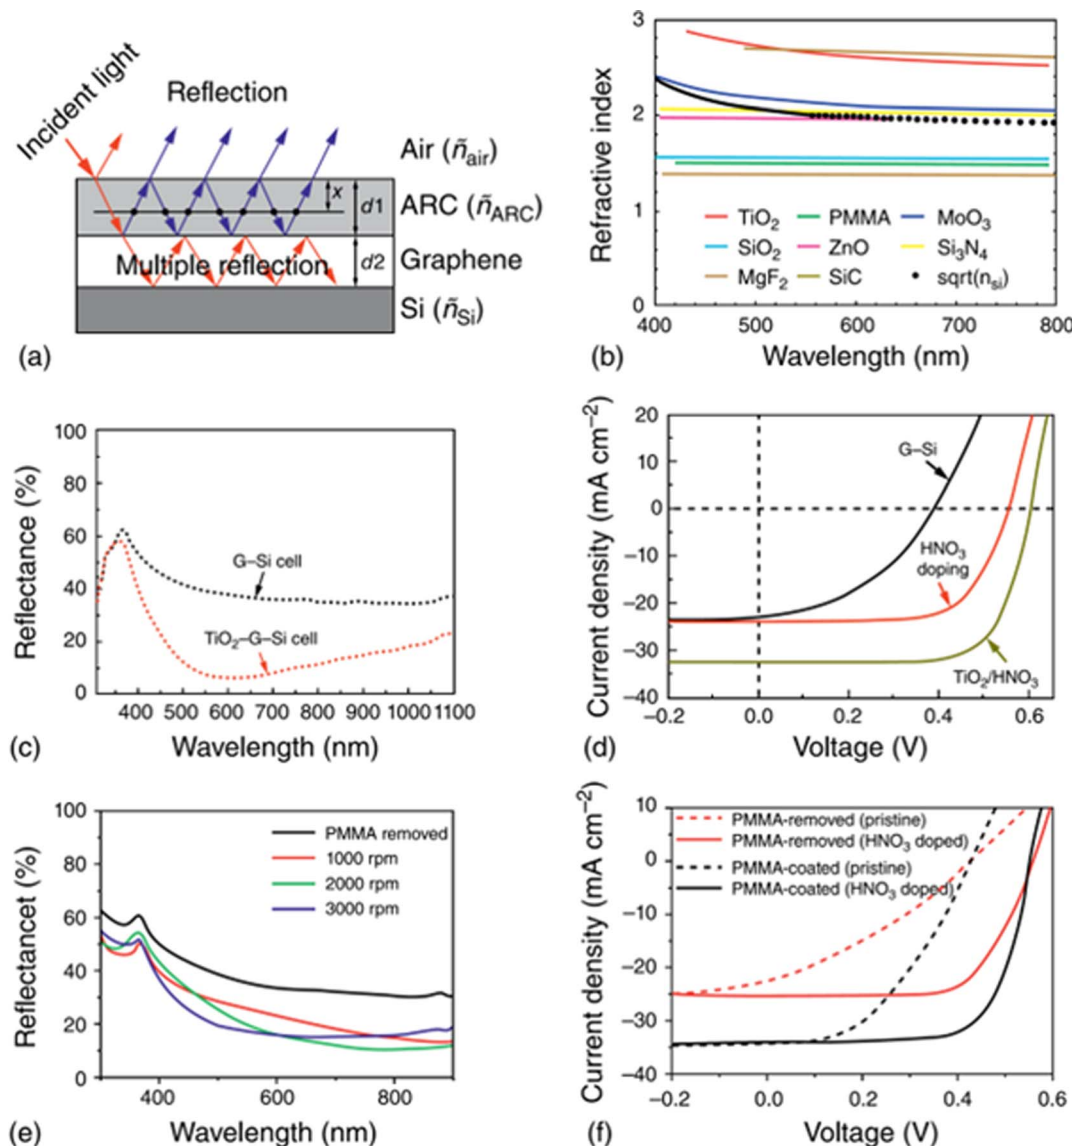 Incident light
Reflection
Air (ñair)
x
d1
ARC (ñARC)
Multiple reflection
d2
Graphene
Si (ñSi)
(a)
3
2
1
0
Refractive index
TiO2 PMMA MoO3
SiO2 ZnO Si3N4
MgF2 SiC sqrt(nsi)
400 500 600 700 800
Wavelength (nm)
(b)
100
80
60
40
20
0
Reflectance (%)
G–Si cell
TiO2–G–Si cell
400 500 600 700 800 900 1000 1100
Wavelength (nm)
(c)
20
10
0
−10
−20
−30
−40
Current density (mA cm−2)
G–Si
HNO3
doping
TiO2/HNO3
−0.2 0.0 0.2 0.4 0.6
Voltage (V)
(d)
100
80
60
40
20
0
Reflectancet (%)
PMMA removed
1000 rpm
2000 rpm
3000 rpm
400 600 800
Wavelength (nm)
(e)
10
0
−10
−20
−30
−40
Current density (mA cm−2)
PMMA-removed (pristine)
PMMA-removed (HNO3 doped)
PMMA-coated (pristine)
PMMA-coated (HNO3 doped)
−0.2 0.0 0.2 0.4 0.6
Voltage (V)
(f)